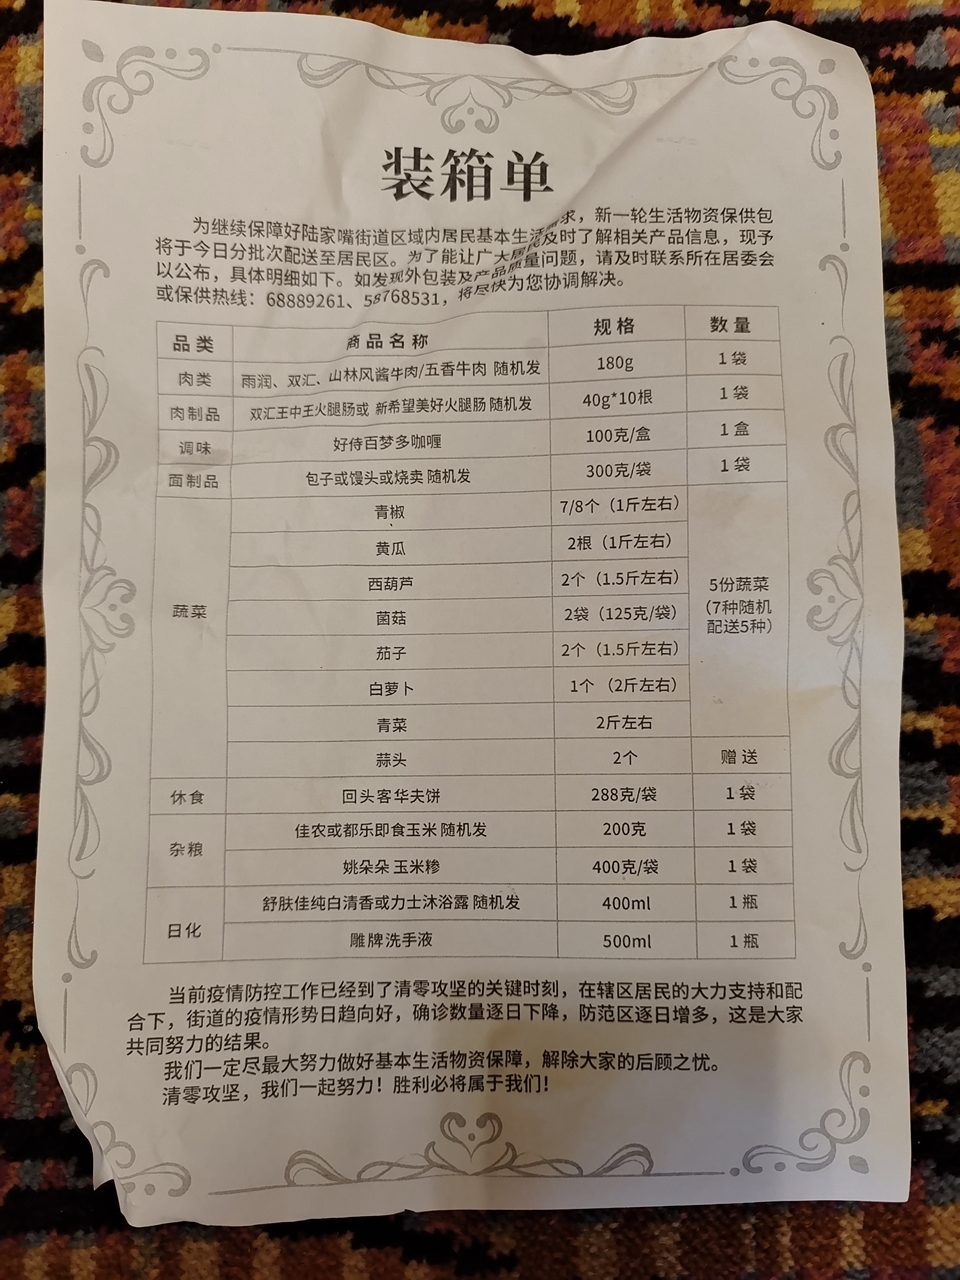 装箱单
为继续保障好陆家嘴街道区域内居民基本生活需求，新一轮生活物资保供包
将于今日分批次配送至居民区。为了能让广大居民及时了解相关产品信息，现予
以公布，具体明细如下。如发现外包装及产品质量问题，请及时联系所在居委会
或保供热线：68889261、58768531，将尽快为您协调解决。
品类 商品名称 规格 数量
肉类 雨润、双汇、山林风酱牛肉/五香牛肉 随机发 180g 1袋
肉制品 双汇王中王火腿肠或 新希望美好火腿肠 随机发 40g*10根 1袋
调味 好侍百梦多咖喱 100克/盒 1盒
面制品 包子或馒头或烧卖 随机发 300克/袋 1袋
蔬菜
青椒 7/8个（1斤左右）
黄瓜 2根（1斤左右）
西葫芦 2个（1.5斤左右）
菌菇 2袋（125克/袋）
茄子 2个（1.5斤左右）
白萝卜 1个 （2斤左右）
青菜 2斤左右
5份蔬菜
（7种随机
配送5种）
蒜头 2个 赠送
休食 回头客华夫饼 288克/袋 1袋
杂粮
佳农或都乐即食玉米 随机发 200克 1袋
姚朵朵 玉米糁 400克/袋 1袋
日化
舒肤佳纯白清香或力士沐浴露 随机发 400ml 1瓶
雕牌洗手液 500ml 1瓶
当前疫情防控工作已经到了清零攻坚的关键时刻，在辖区居民的大力支持和配
合下，街道的疫情形势日趋向好，确诊数量逐日下降，防范区逐日增多，这是大家
共同努力的结果。
我们一定尽最大努力做好基本生活物资保障，解除大家的后顾之忧。
清零攻坚，我们一起努力！胜利必将属于我们！